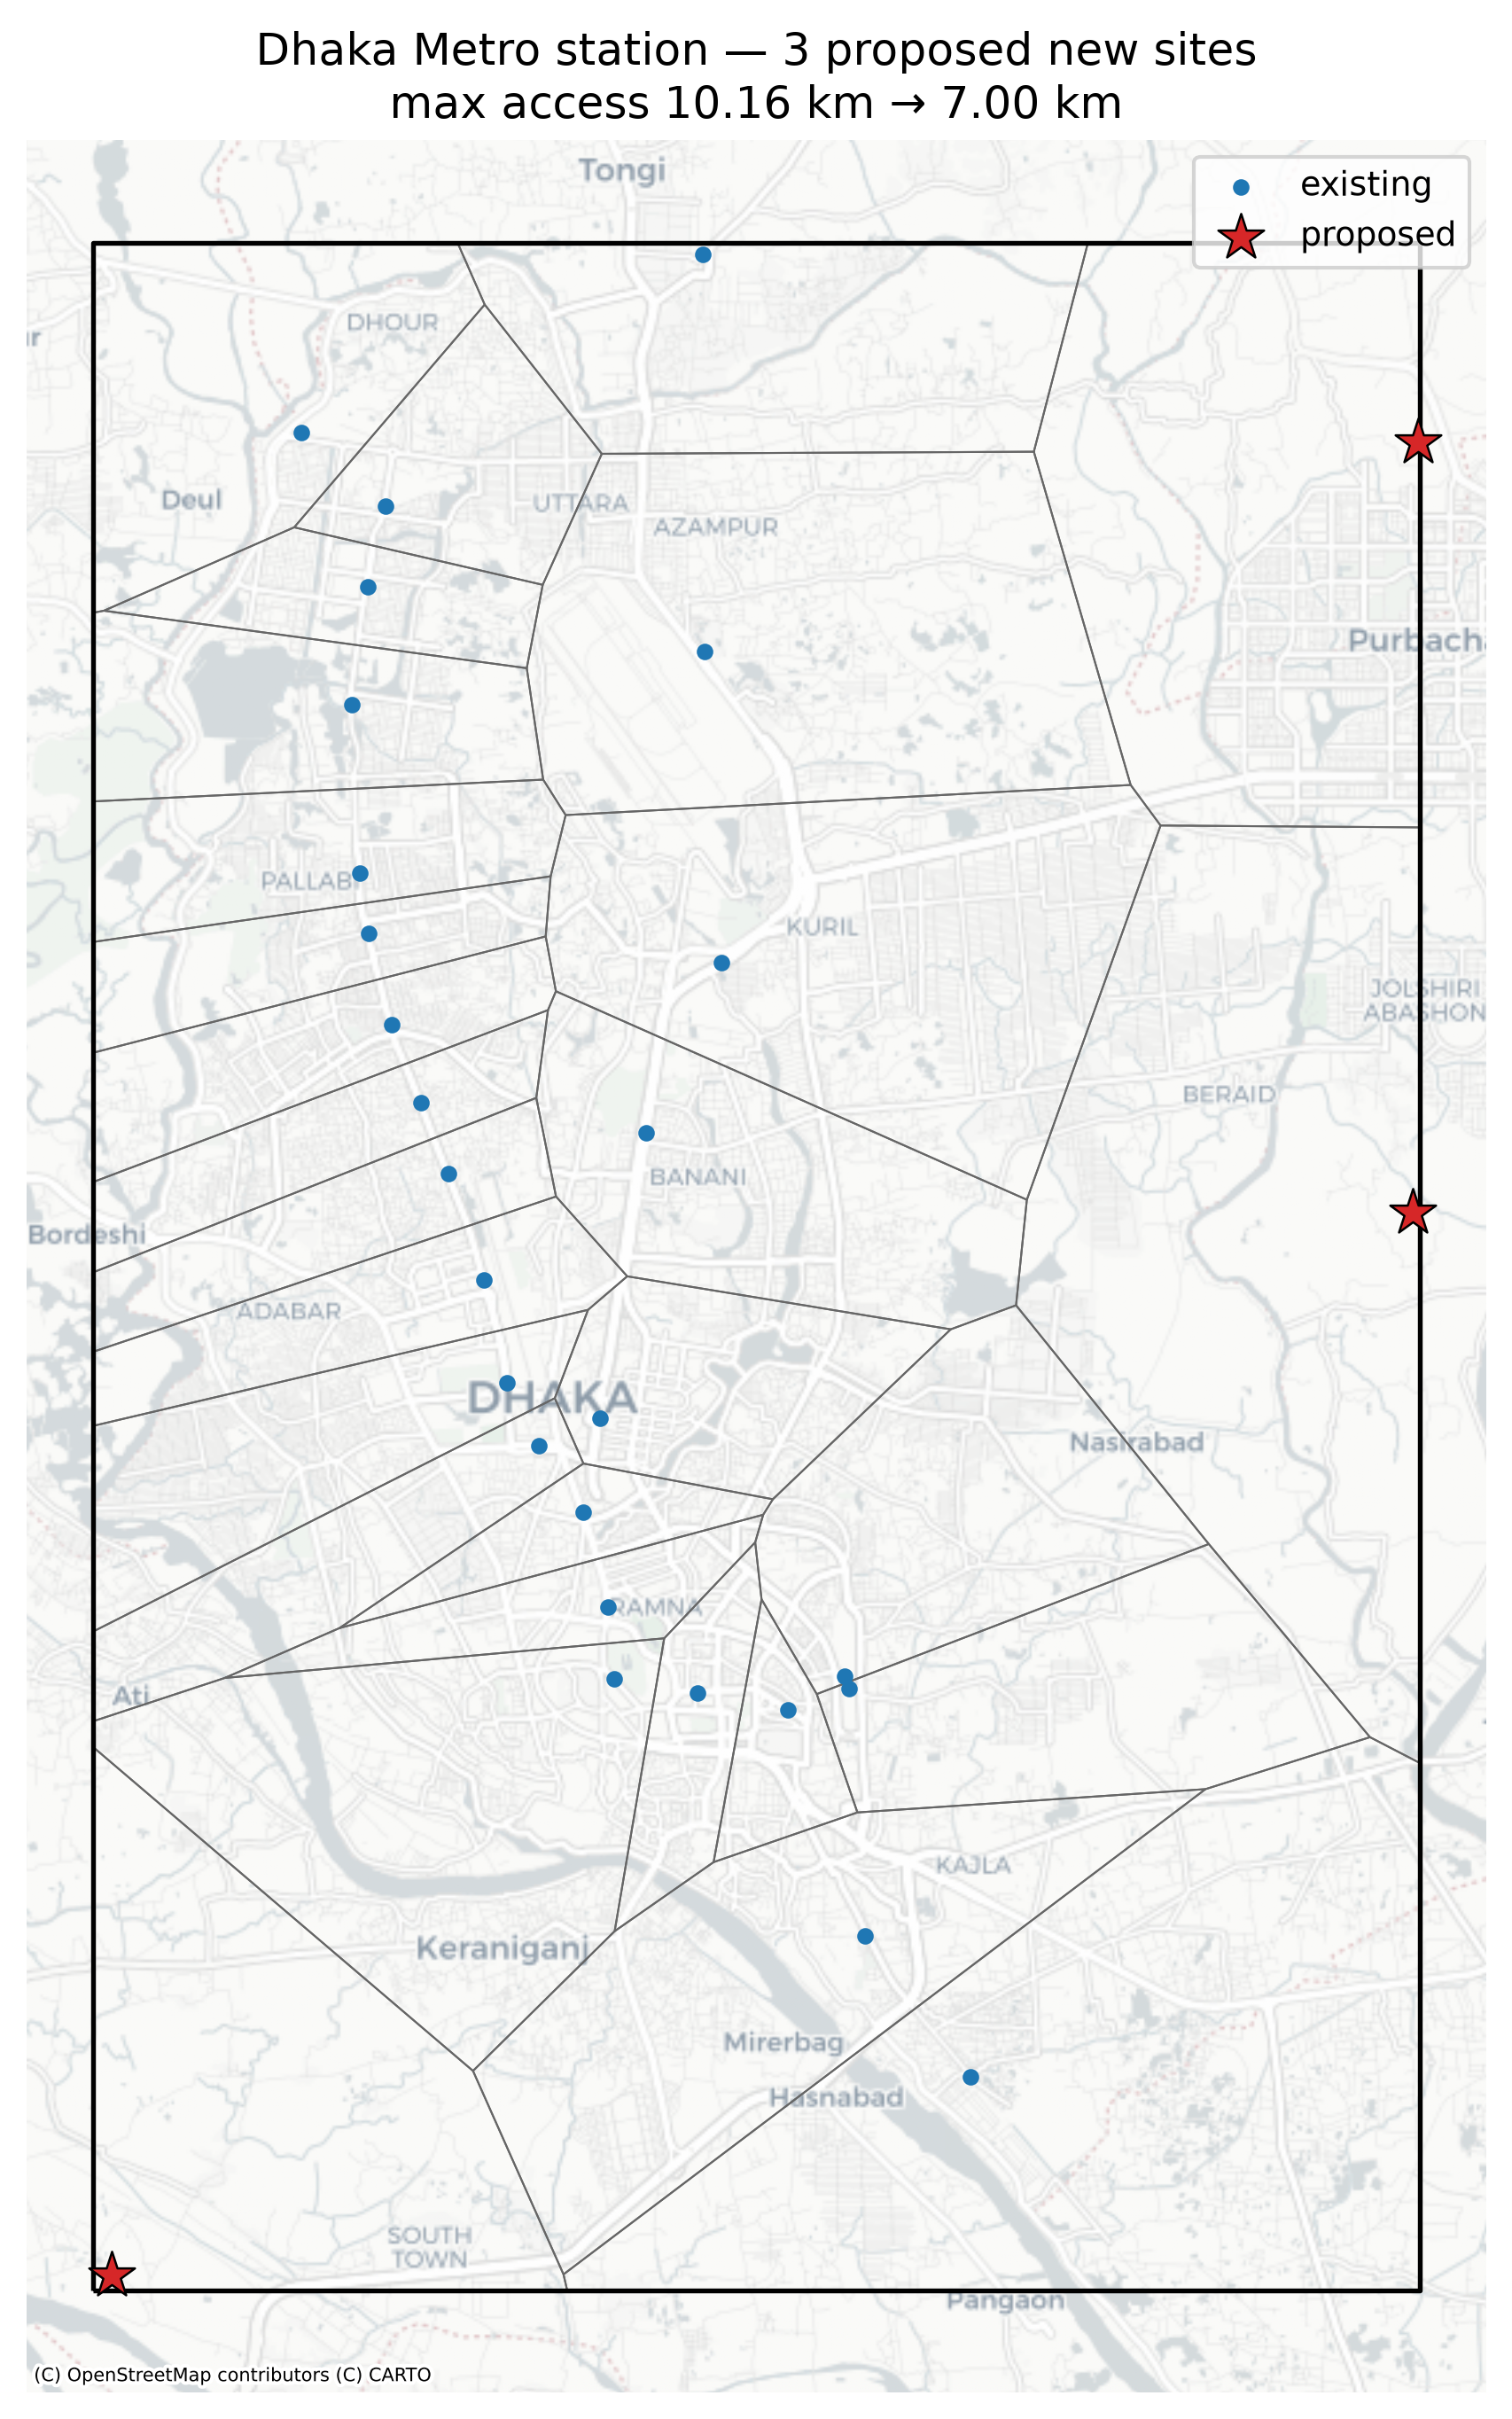 Dhaka Metro station — 3 proposed new sites
max access 10.16 km → 7.00 km
existing
proposed
Tongi
DHOUR
Deul
UTTARA
AZAMPUR
Purbacha
PALLAB
KURIL
JOLSHIRI
ABASHON
BERAID
BANANI
Bordeshi
ADABAR
DHAKA
Nasirabad
RAMNA
Ati
KAJLA
Keraniganj
Mirerbag
Hasnabad
SOUTH
TOWN
Pangaon
(C) OpenStreetMap contributors (C) CARTO